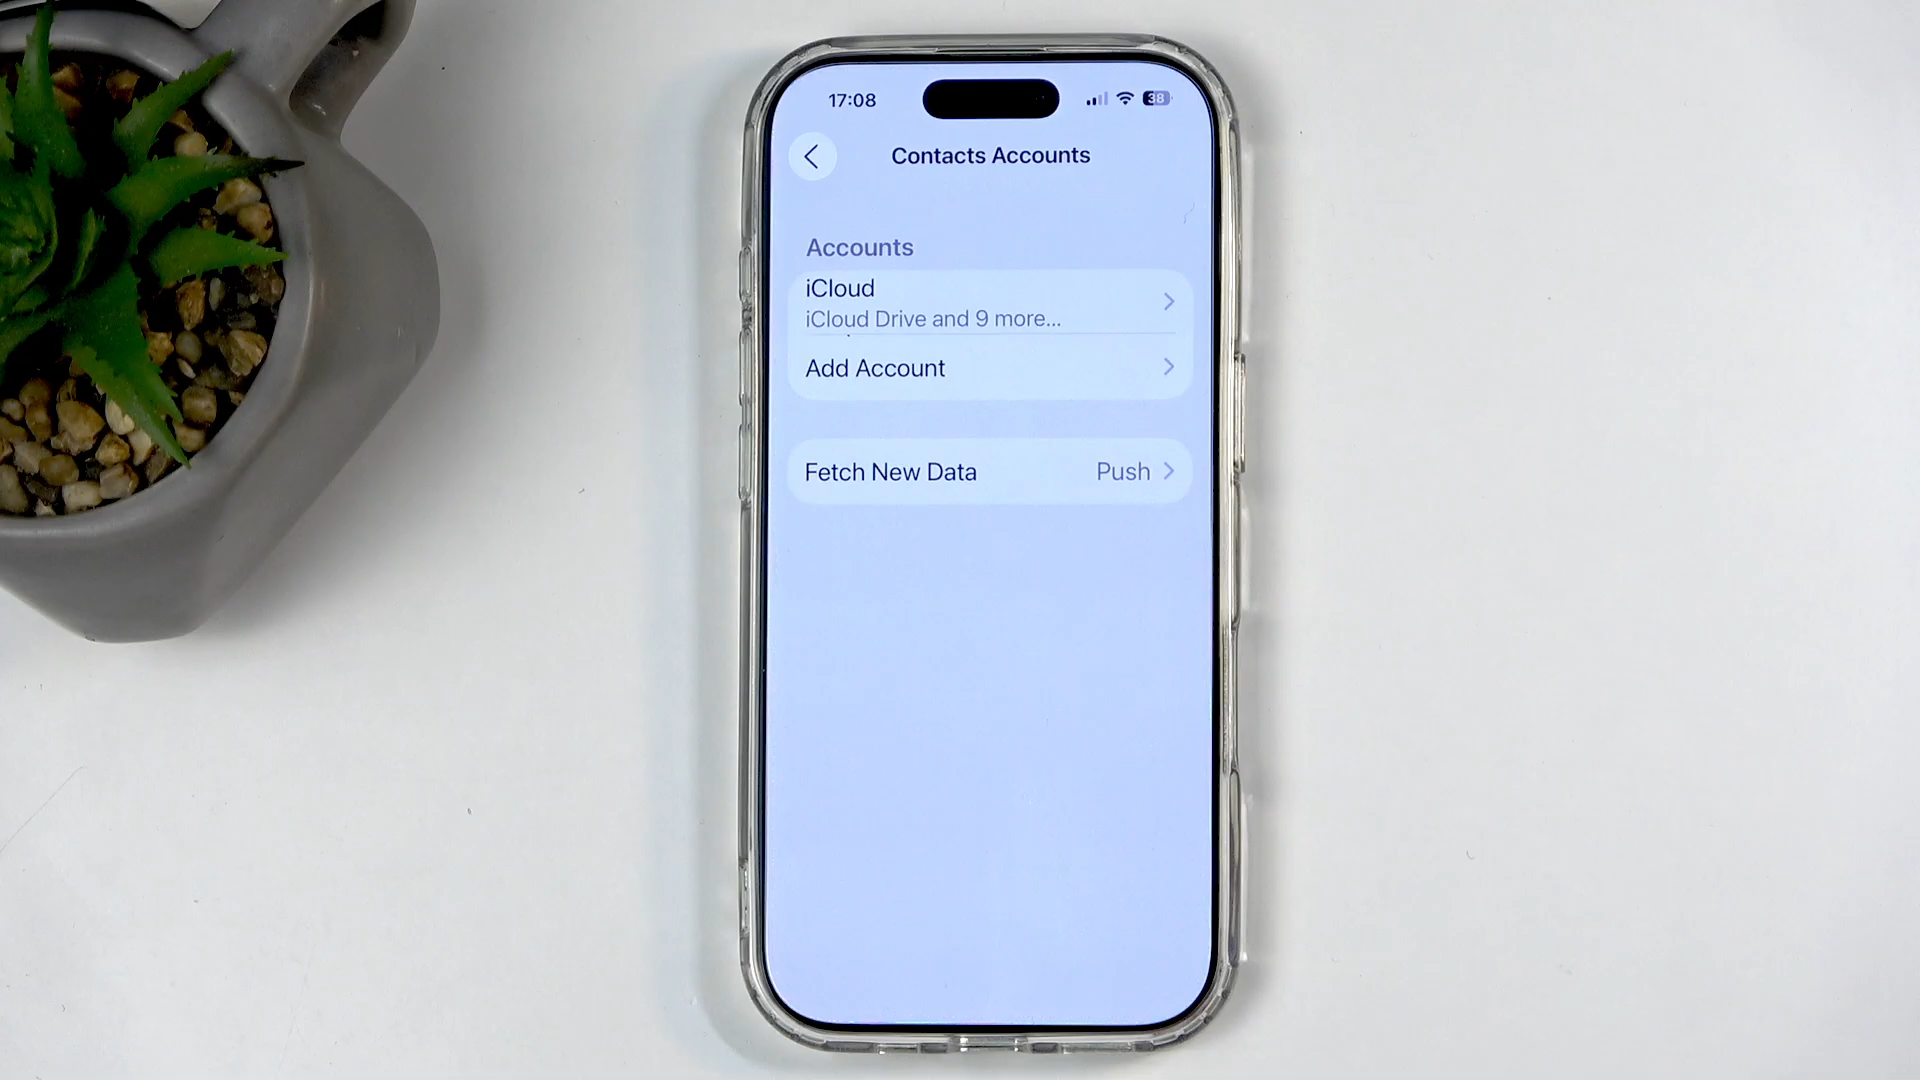 17:08
38
Contacts Accounts
Accounts
iCloud
iCloud Drive and 9 more...
Add Account
Fetch New Data Push